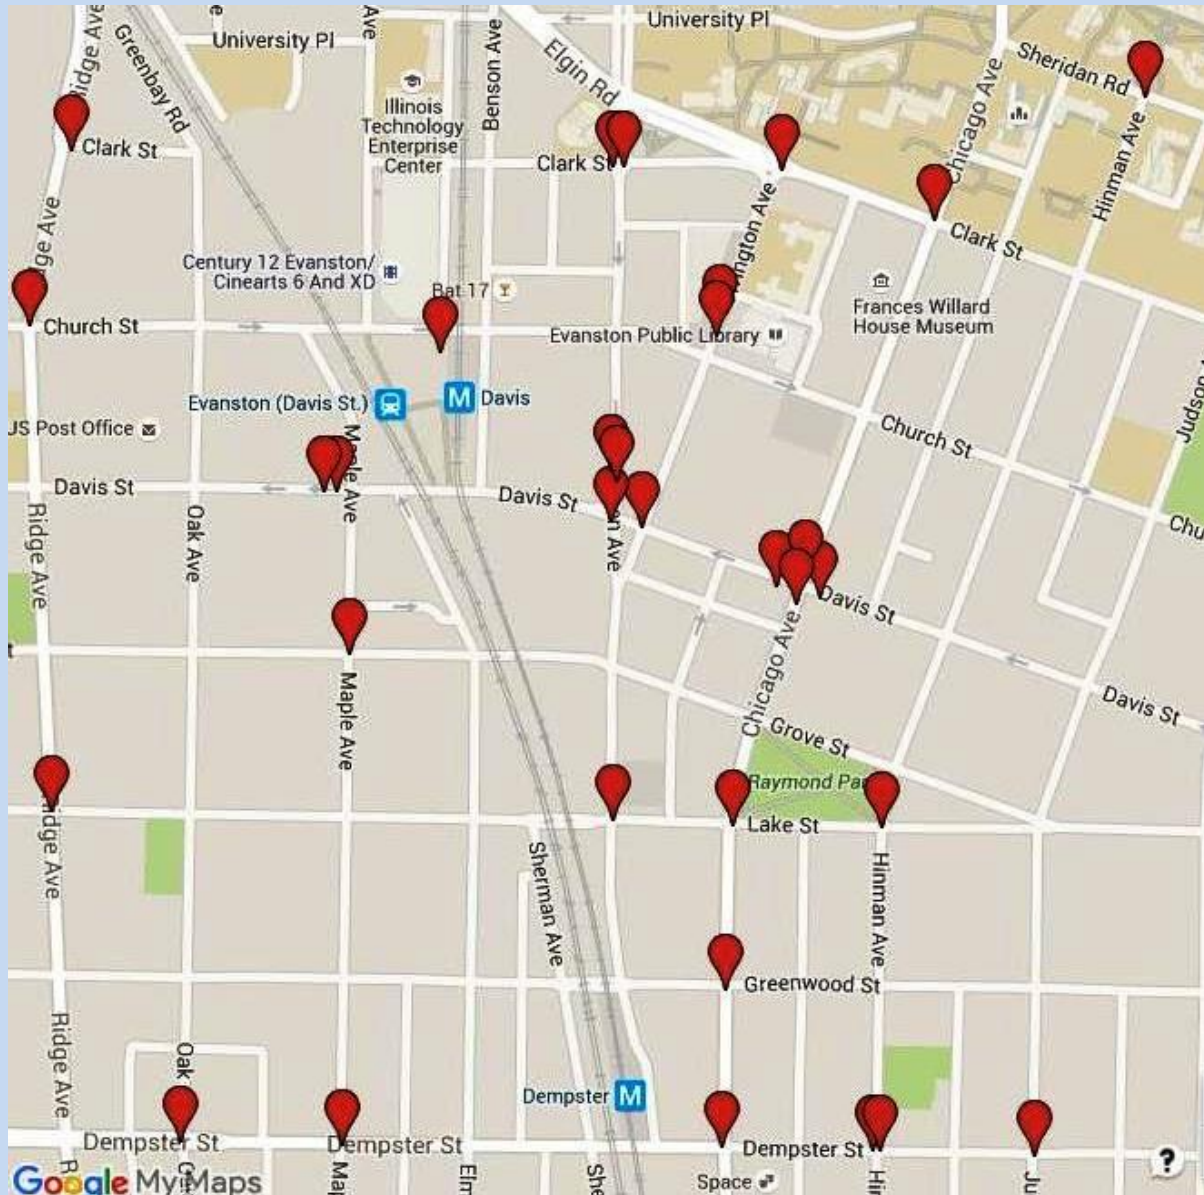 University Pl
University Pl
Ave
Elgin Rd
Ridge Ave
Greenbay Rd
Benson Ave
Chicago Ave
Sheridan Rd
Illinois
Technology
Enterprise
Center
Clark St
Clark St
Hinman Ave
Clark St
Century 12 Evanston/
Cinearts 6 And XD
Bat 17
Frances Willard
House Museum
Church St
Evanston Public Library
Evanston (Davis St.)
M Davis
US Post Office
Church St
Davis St
Maple Ave
Davis St
Ridge Ave
Oak Ave
Ave
Davis St
Chicago Ave
Maple Ave
Davis St
Grove St
Raymond
Lake St
Sherman Ave
Hinman Ave
Greenwood St
Ridge Ave
Oak
Dempster M
Dempster St
Dempster St
Dempster St
Space
Elm
?
Google My Maps